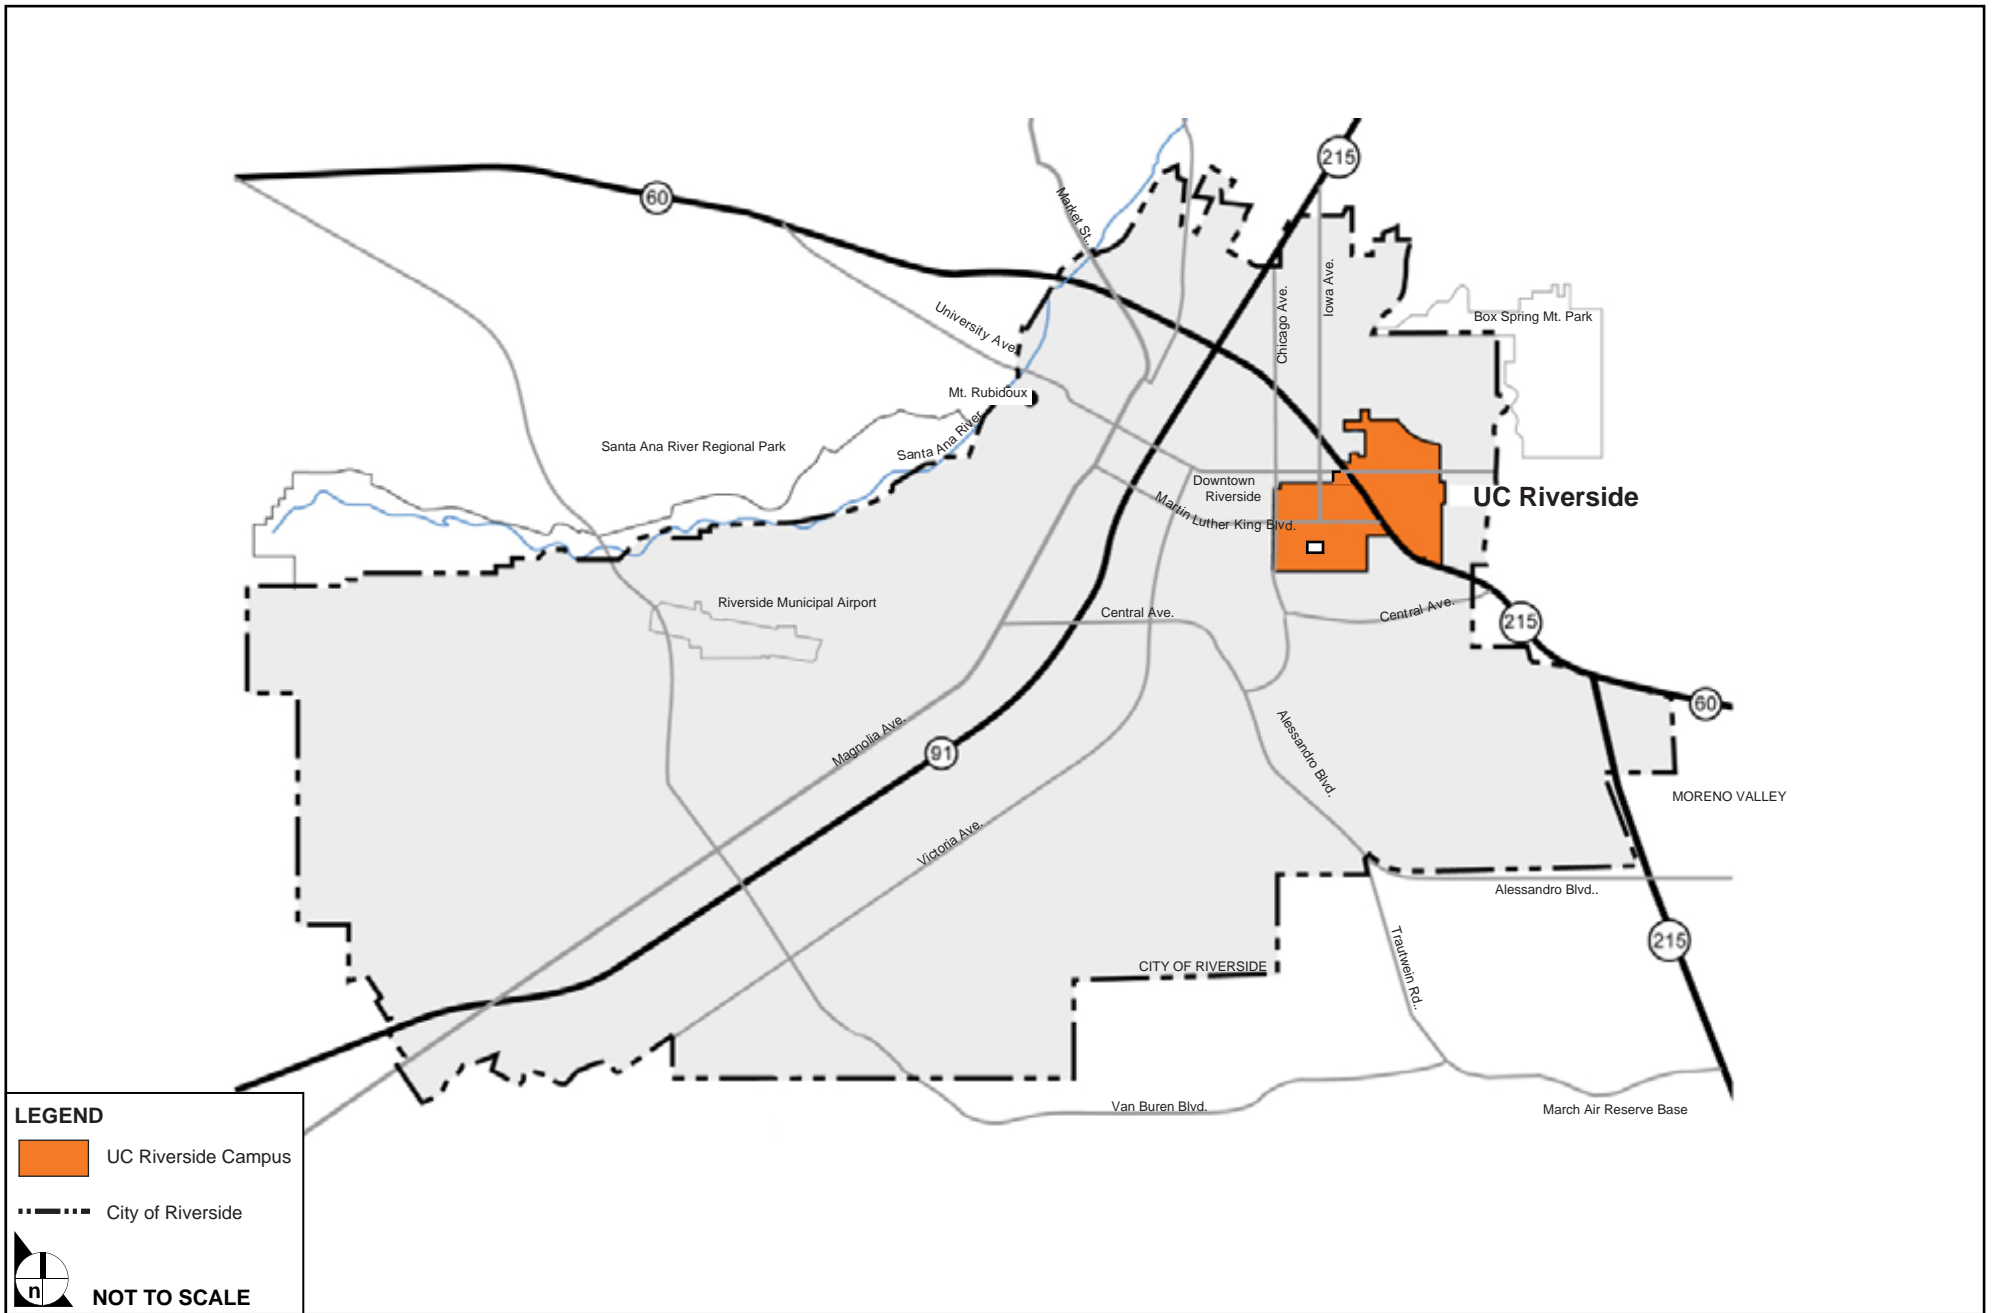 215
60
Market St..
Iowa Ave.
Chicago Ave.
Box Spring Mt. Park
University Ave.
Mt. Rubidoux
Santa Ana River
Santa Ana River Regional Park
Downtown
Riverside
UC Riverside
Martin Luther King Blvd.
Riverside Municipal Airport
Central Ave.
Central Ave.
215
60
Magnolia Ave.
91
Alessandro Blvd.
MORENO VALLEY
Victoria Ave.
Alessandro Blvd..
215
CITY OF RIVERSIDE
Trautwein Rd..
Van Buren Blvd.
March Air Reserve Base
LEGEND
UC Riverside Campus
City of Riverside
n
NOT TO SCALE